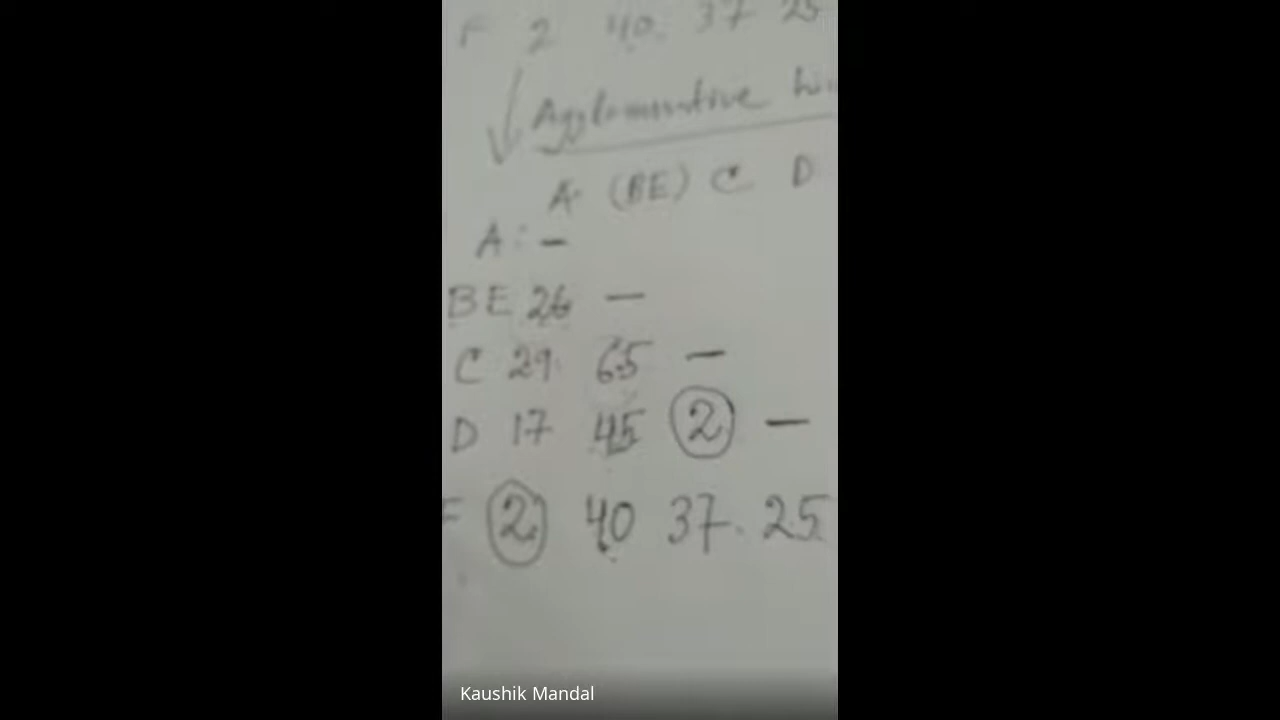 F 2 40 37 25
Agglomerative
A (BE) C D
A: —
BE 26 —
C 29 65 —
D 17 45 2 —
F 2 40 37 25
Kaushik Mandal